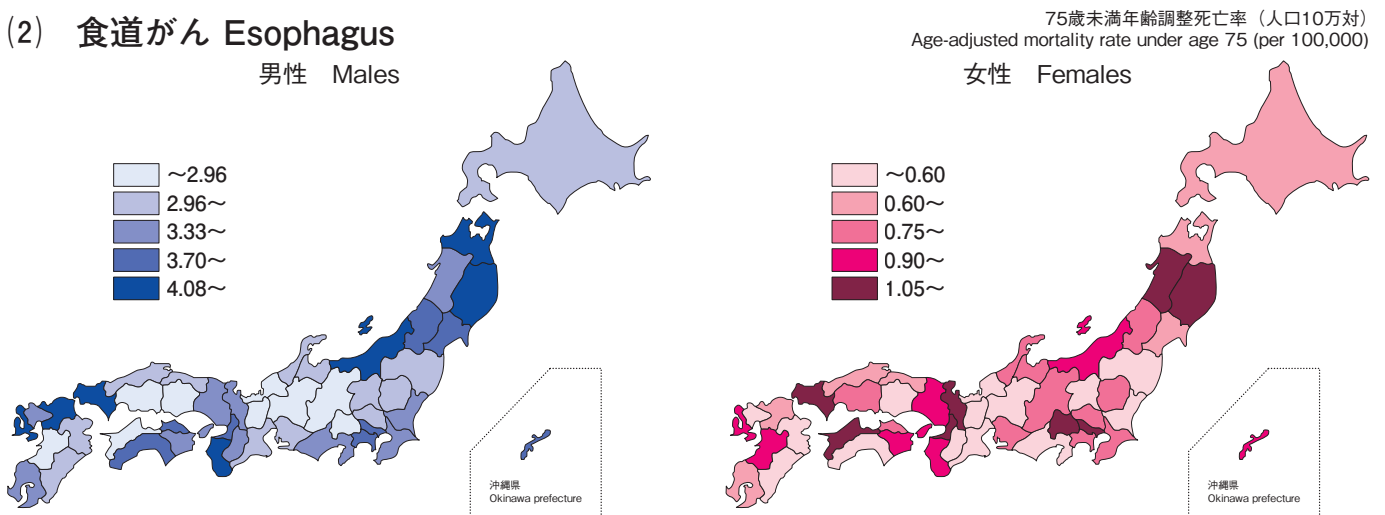 (2) 食道がん Esophagus
75歳未満年齢調整死亡率（人口10万対）
Age-adjusted mortality rate under age 75 (per 100,000)
男性 Males
～2.96
2.96～
3.33～
3.70～
4.08～
沖縄県
Okinawa prefecture
女性 Females
～0.60
0.60～
0.75～
0.90～
1.05～
沖縄県
Okinawa prefecture